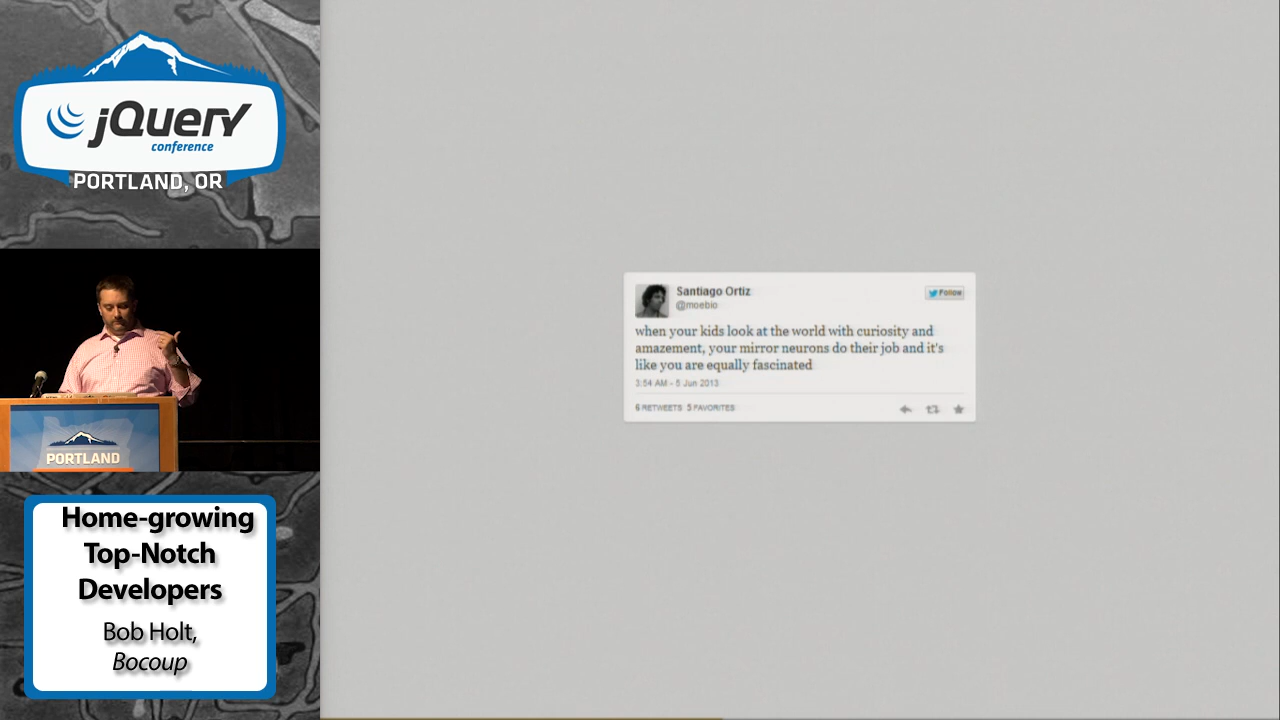 jQuery
conference
PORTLAND, OR
PORTLAND
Home-growing
Top-Notch
Developers
Bob Holt,
Bocoup
Santiago Ortiz
@moebio
Follow
when your kids look at the world with curiosity and
amazement, your mirror neurons do their job and it's
like you are equally fascinated
3:54 AM - 5 Jun 2013
6 RETWEETS 5 FAVORITES